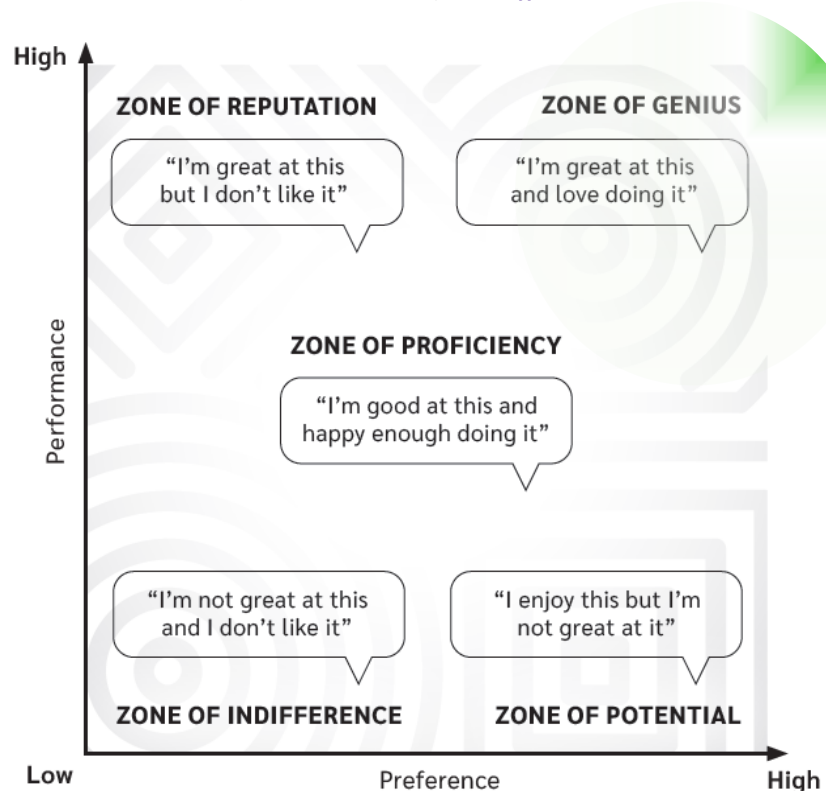 High
ZONE OF REPUTATION
ZONE OF GENIUS
“I’m great at this
but I don’t like it”
“I’m great at this
and love doing it”
Performance
ZONE OF PROFICIENCY
“I’m good at this and
happy enough doing it”
“I’m not great at this
and I don’t like it”
“I enjoy this but I’m
not great at it”
ZONE OF INDIFFERENCE
ZONE OF POTENTIAL
Low
Preference
High